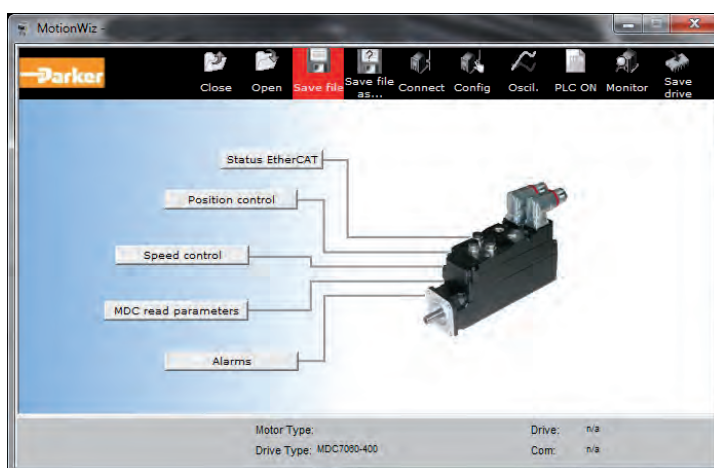 MotionWiz -
Parker
Close Open Save file Save file as... Connect Config Oscil. PLC ON Monitor Save drive
Status EtherCAT
Position control
Speed control
MDC read parameters
Alarms
Motor Type: Drive: n/a
Drive Type: MDC7060-400 Com: n/a